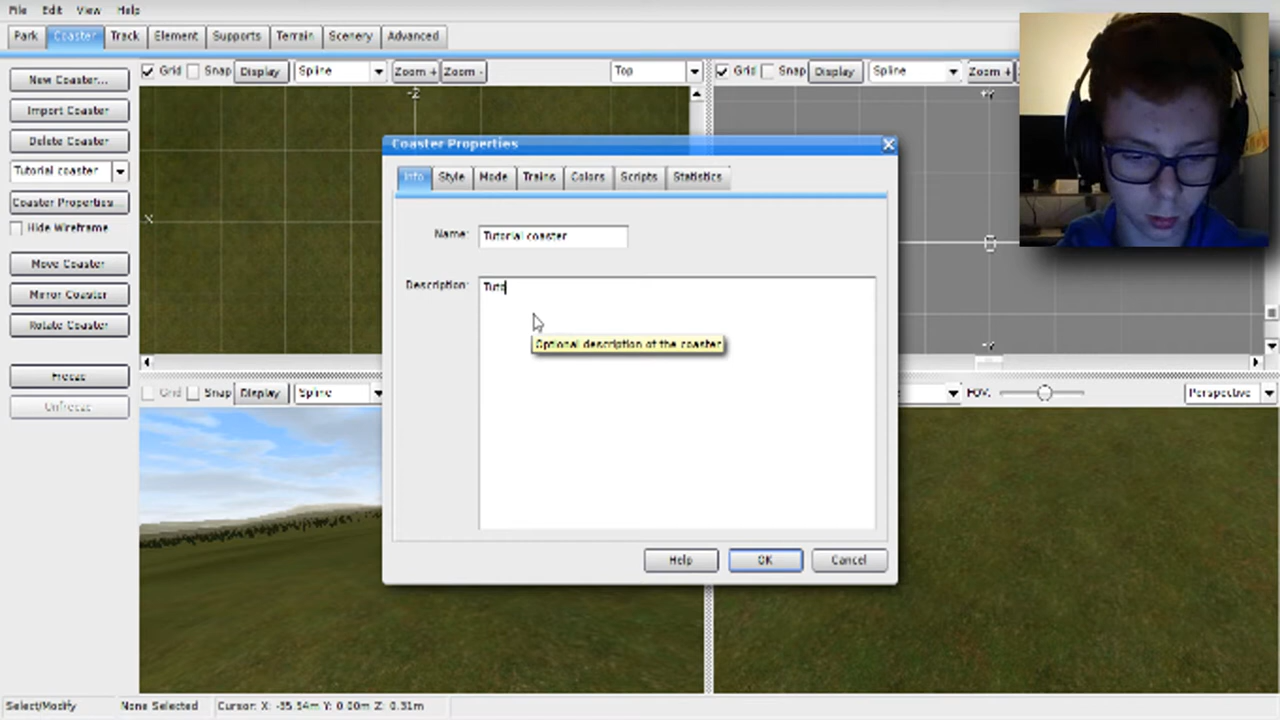 File Edit View Help
Park Coaster Track Element Supports Terrain Scenery Advanced
New Coaster...
Import Coaster
Delete Coaster
Tutorial coaster
Coaster Properties...
Hide Wireframe
Move Coaster
Mirror Coaster
Rotate Coaster
Freeze
Unfreeze
Grid Snap Display Spline Zoom + Zoom - Top
-Z
X
Grid Snap Display Spline Zoom +
+Y
-Y
Coaster Properties
Info Style Mode Trains Colors Scripts Statistics
Name: Tutorial coaster
Description: Tuto
Optional description of the coaster
Help OK Cancel
Grid Snap Display Spline
FOV: Perspective
Select/Modify None Selected Cursor: X: -35.54m Y: 0.00m Z: 0.31m